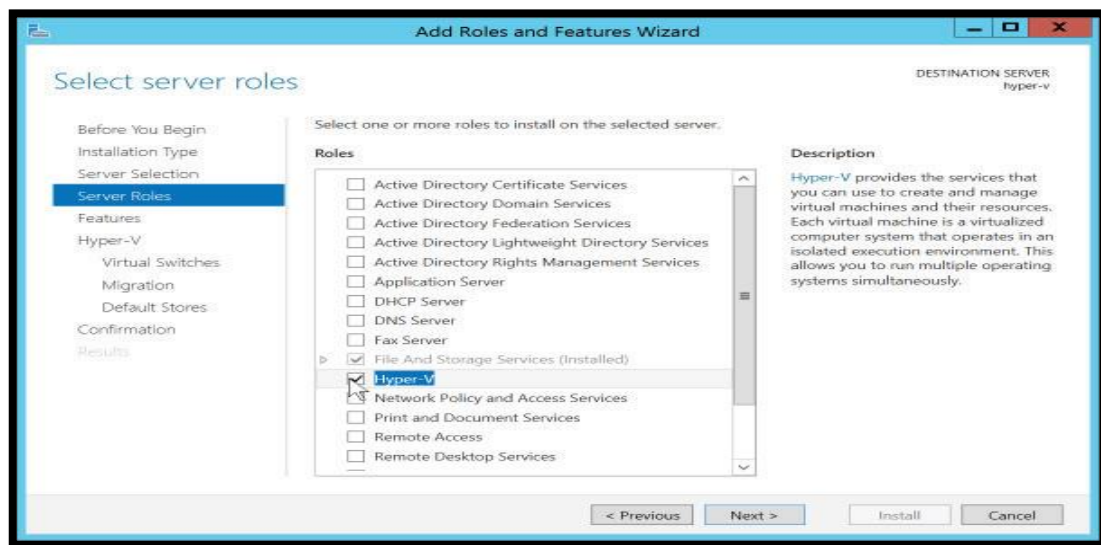 Add Roles and Features Wizard
Select server roles
DESTINATION SERVER
hyper-v
Before You Begin
Installation Type
Server Selection
Server Roles
Features
Hyper-V
Virtual Switches
Migration
Default Stores
Confirmation
Results
Select one or more roles to install on the selected server.
Roles
Active Directory Certificate Services
Active Directory Domain Services
Active Directory Federation Services
Active Directory Lightweight Directory Services
Active Directory Rights Management Services
Application Server
DHCP Server
DNS Server
Fax Server
File And Storage Services (Installed)
Hyper-V
Network Policy and Access Services
Print and Document Services
Remote Access
Remote Desktop Services
Description
Hyper-V provides the services that
you can use to create and manage
virtual machines and their resources.
Each virtual machine is a virtualized
computer system that operates in an
isolated execution environment. This
allows you to run multiple operating
systems simultaneously.
< Previous
Next >
Install
Cancel